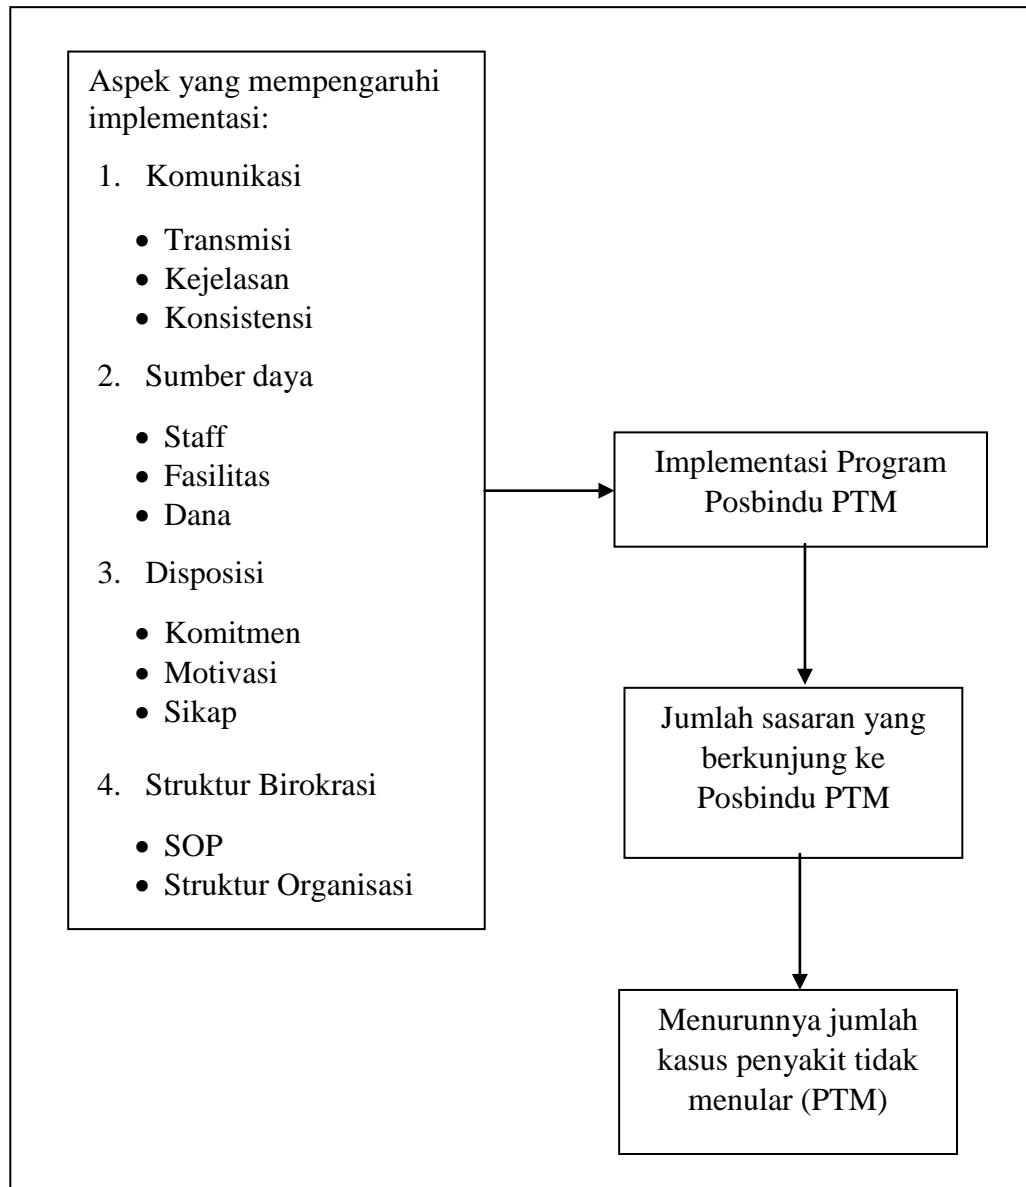 Aspek yang mempengaruhi
implementasi:
1. Komunikasi
• Transmisi
• Kejelasan
• Konsistensi
2. Sumber daya
• Staff
• Fasilitas
• Dana
3. Disposisi
• Komitmen
• Motivasi
• Sikap
4. Struktur Birokrasi
• SOP
• Struktur Organisasi
Implementasi Program
Posbindu PTM
Jumlah sasaran yang
berkunjung ke
Posbindu PTM
Menurunnya jumlah
kasus penyakit tidak
menular (PTM)